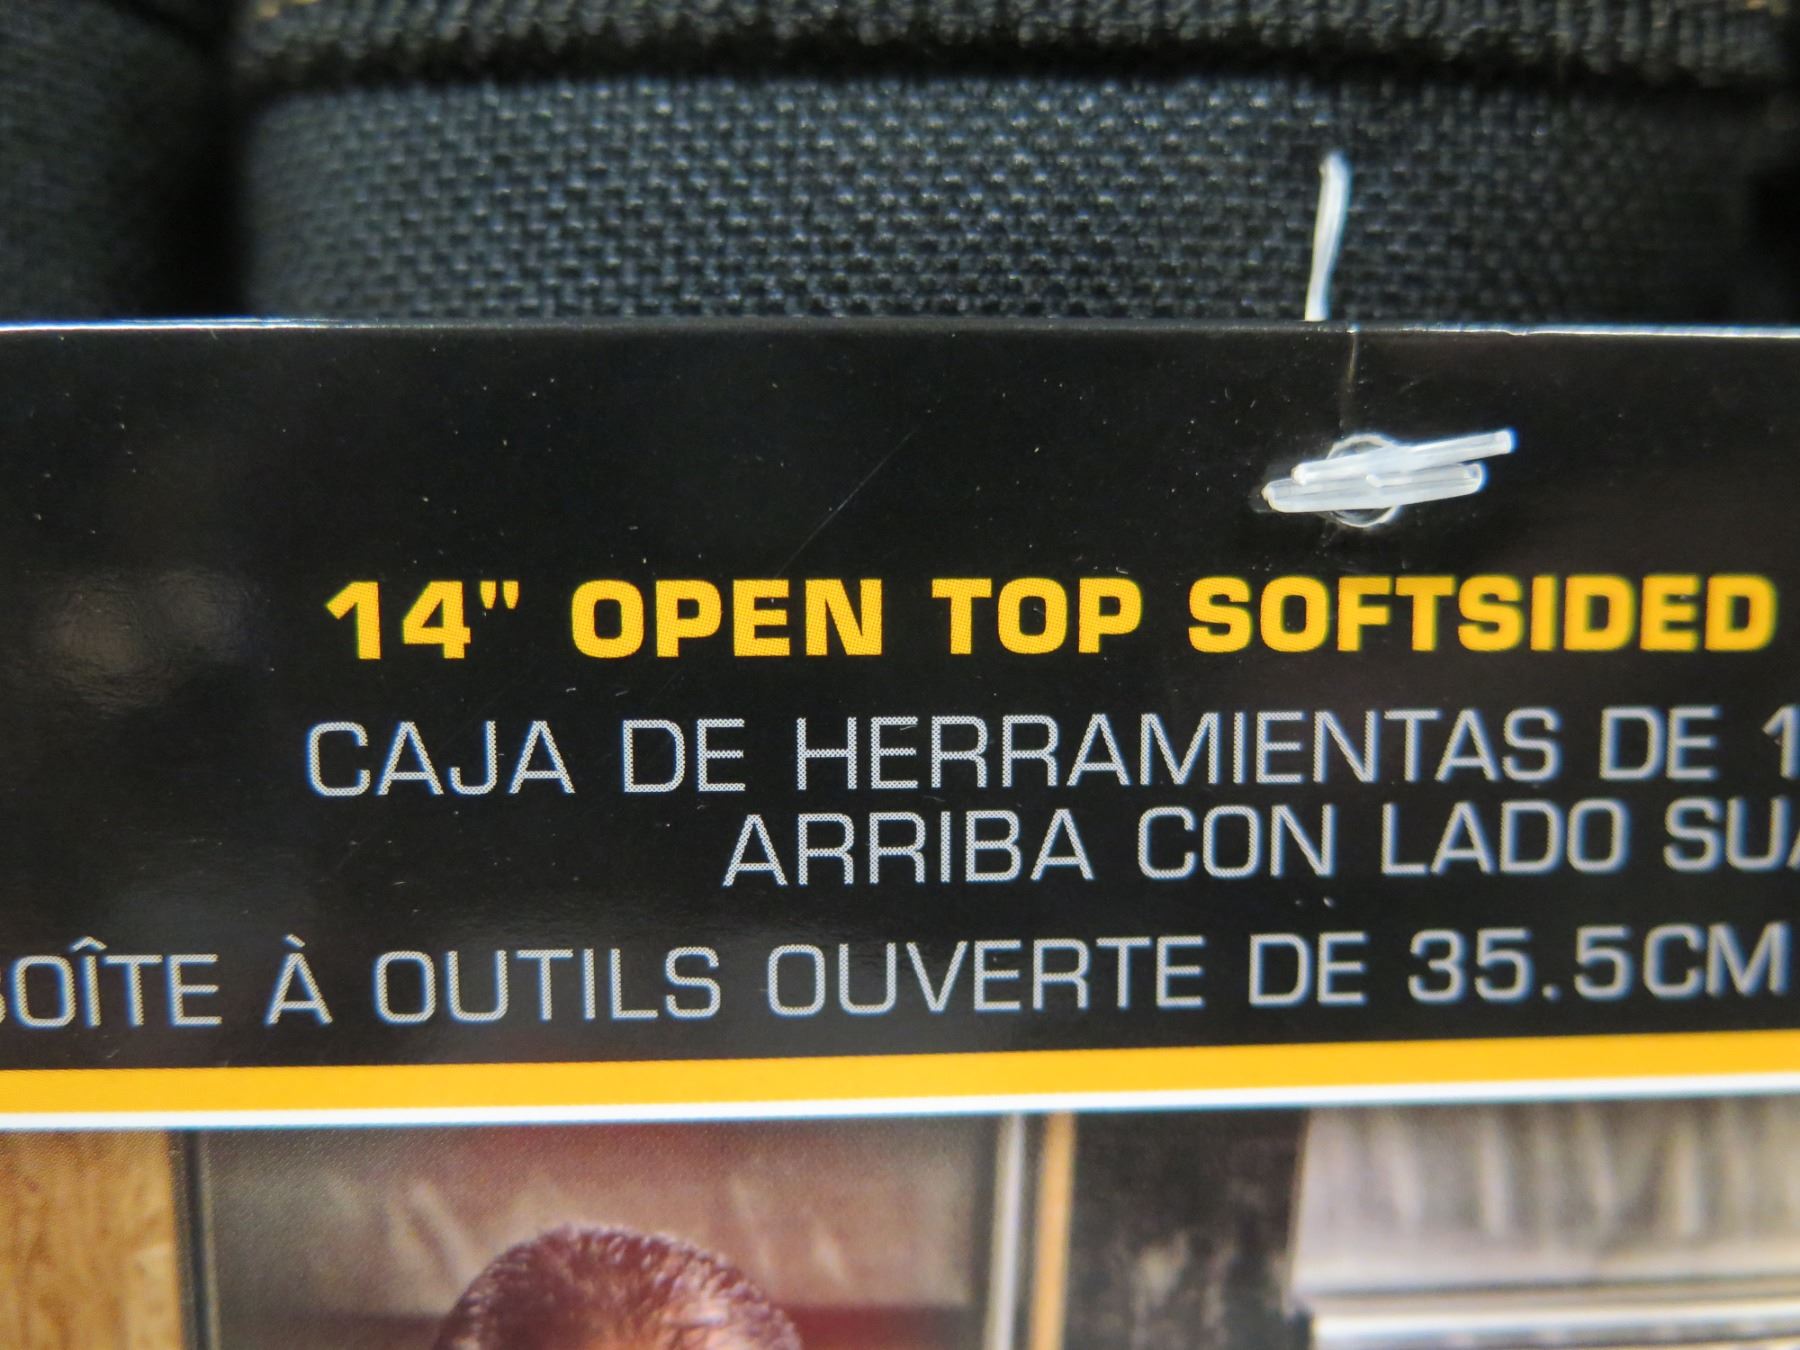 14" OPEN TOP SOFTSIDED
CAJA DE HERRAMIENTAS DE
ARRIBA CON LADO
À OUTILS OUVERTE DE 35.5CM